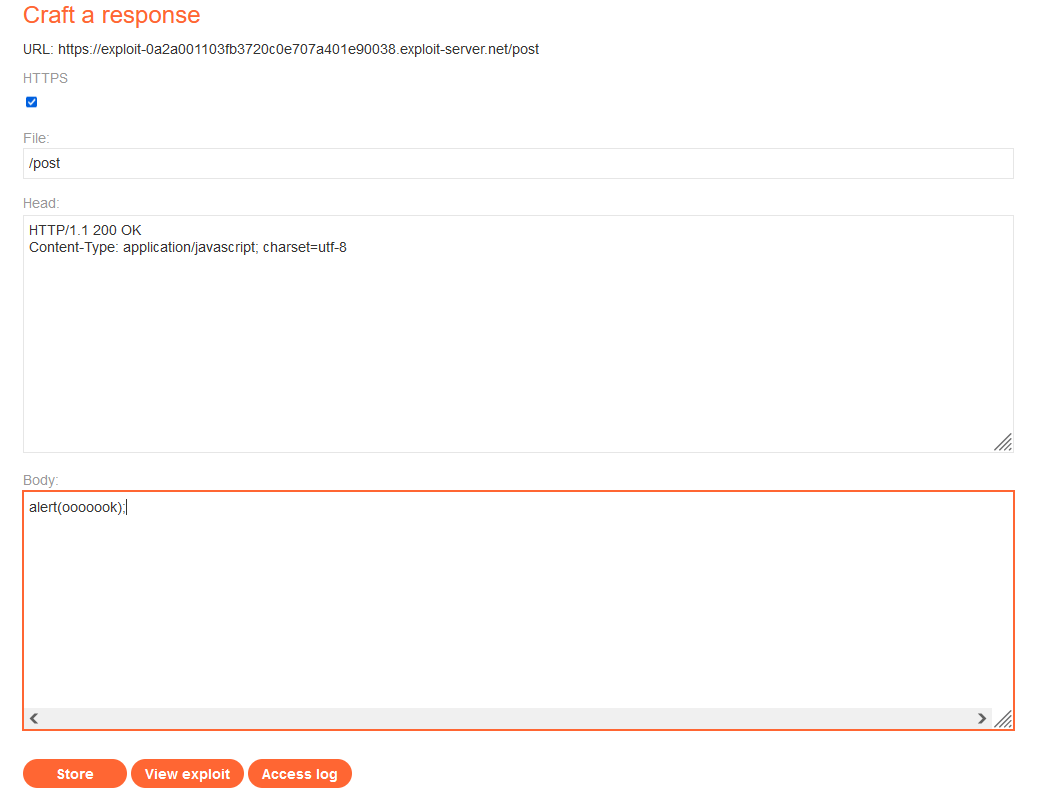 Craft a response
URL: https://exploit-0a2a001103fb3720c0e707a401e90038.exploit-server.net/post
HTTPS
File:
/post
Head:
HTTP/1.1 200 OK
Content-Type: application/javascript; charset=utf-8
Body:
alert(ooooook);
Store
View exploit
Access log